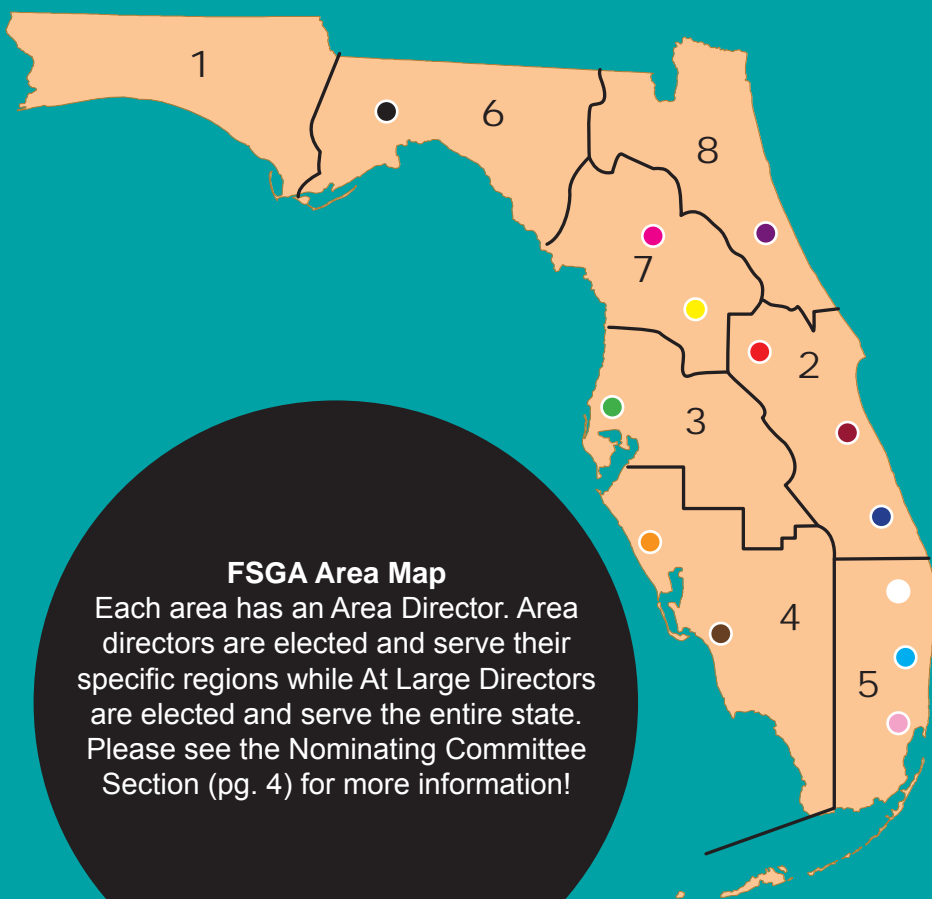 1
6
8
7
2
3
4
5
FSGA Area Map
Each area has an Area Director. Area
directors are elected and serve their
specific regions while At Large Directors
are elected and serve the entire state.
Please see the Nominating Committee
Section (pg. 4) for more information!